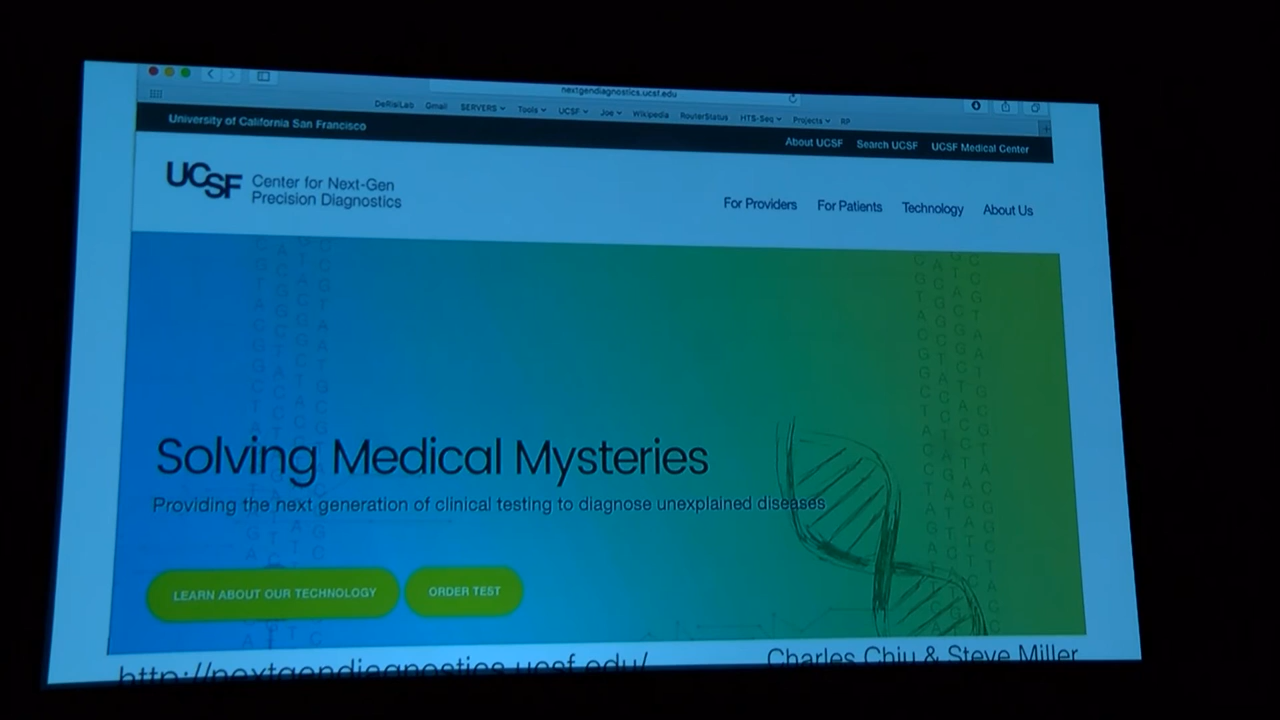 nextgendiagnostics.ucsf.edu
DeRisiLab Gmail SERVERS Tools UCSF Joe Wikipedia RouterStatus HTS-Seq Projects RP
University of California San Francisco
About UCSF Search UCSF UCSF Medical Center
UCSF Center for Next-Gen
Precision Diagnostics
For Providers For Patients Technology About Us
Solving Medical Mysteries
Providing the next generation of clinical testing to diagnose unexplained diseases
LEARN ABOUT OUR TECHNOLOGY ORDER TEST
http://nextgendiagnostics.ucsf.edu/ Charles Chiu & Steve Miller